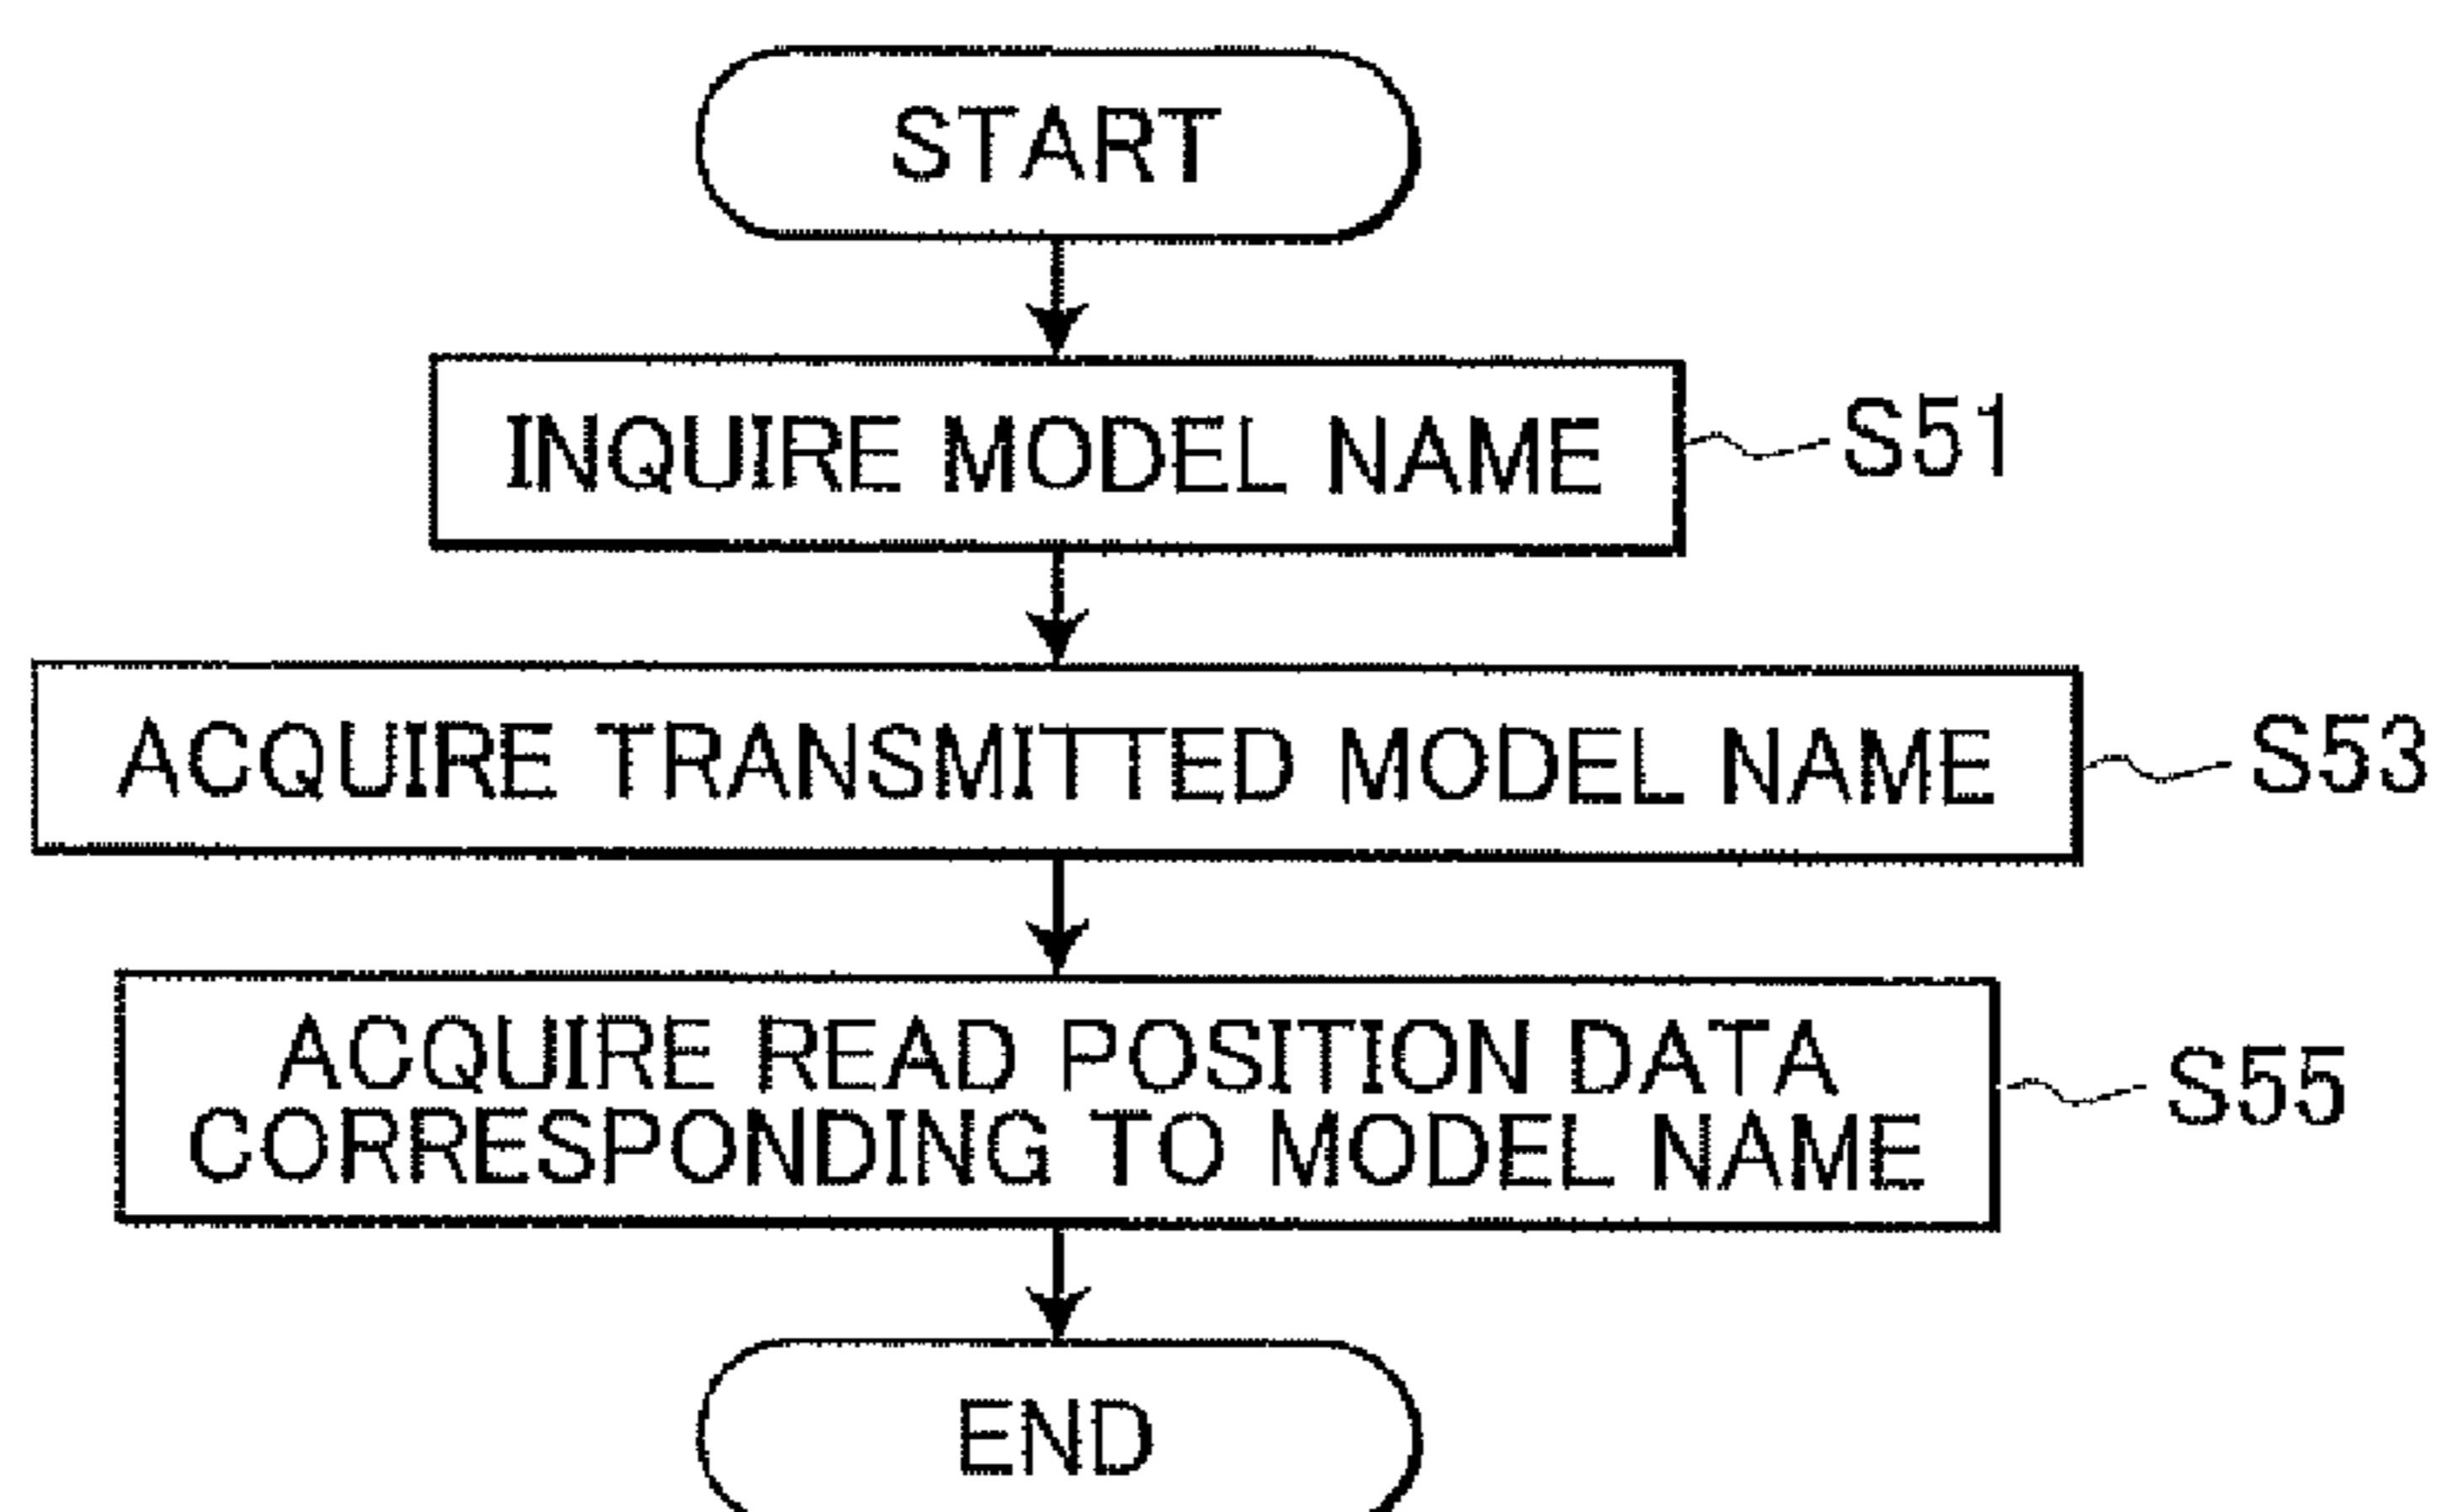 START
INQUIRE MODEL NAME S51
ACQUIRE TRANSMITTED MODEL NAME S53
ACQUIRE READ POSITION DATA
CORRESPONDING TO MODEL NAME S55
END